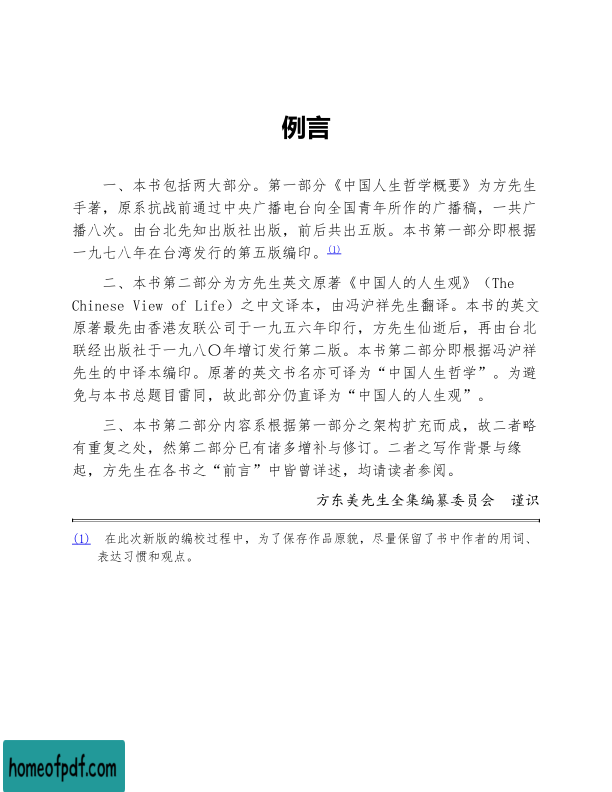 例言
一、本书包括两大部分。第一部分《中国人生哲学概要》为方先生
手著，原系抗战前通过中央广播电台向全国青年所作的广播稿，一共广
播八次。由台北先知出版社出版，前后共出五版。本书第一部分即根据
一九七八年在台湾发行的第五版编印。(1)
二、本书第二部分为方先生英文原著《中国人的人生观》（The
Chinese View of Life）之中文译本，由冯沪祥先生翻译。本书的英文
原著最先由香港友联公司于一九五六年印行，方先生仙逝后，再由台北
联经出版社于一九八〇年增订发行第二版。本书第二部分即根据冯沪祥
先生的中译本编印。原著的英文书名亦可译为“中国人生哲学”。为避
免与本书总题目雷同，故此部分仍直译为“中国人的人生观”。
三、本书第二部分内容系根据第一部分之架构扩充而成，故二者略
有重复之处，然第二部分已有诸多增补与修订。二者之写作背景与缘
起，方先生在各书之“前言”中皆曾详述，均请读者参阅。
方东美先生全集编纂委员会　谨识
(1) 在此次新版的编校过程中，为了保存作品原貌，尽量保留了书中作者的用词、
表达习惯和观点。
homeofpdf.com